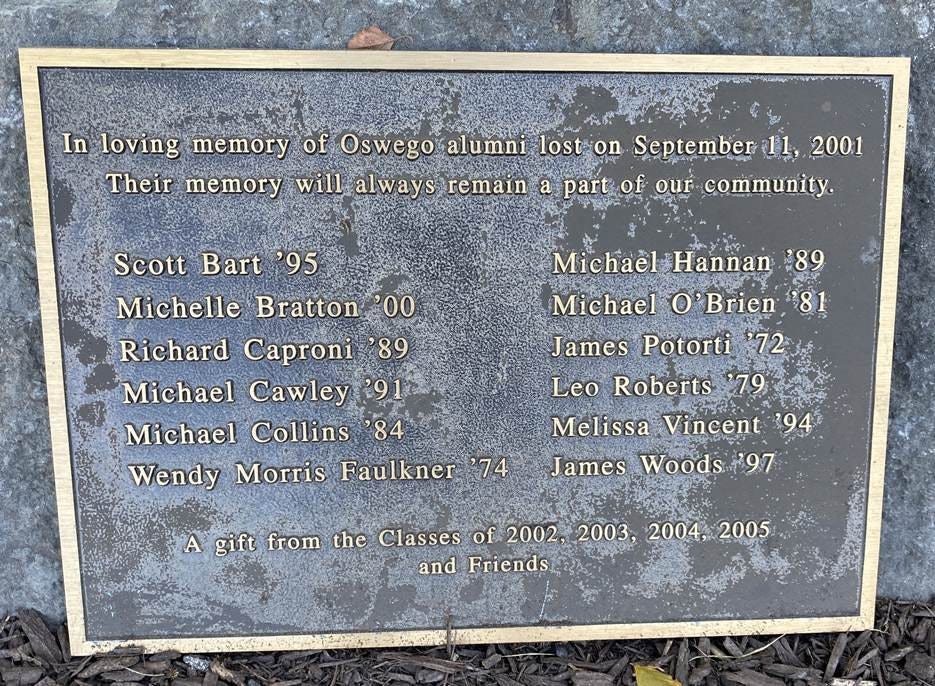 In loving memory of Oswego alumni lost on September 11, 2001
Their memory will always remain a part of our community.
Scott Bart '95
Michelle Bratton '00
Richard Caproni '89
Michael Cawley '91
Michael Collins '84
Wendy Morris Faulkner '74
Michael Hannan '89
Michael O'Brien '81
James Potorti '72
Leo Roberts '79
Melissa Vincent '94
James Woods '97
A gift from the Classes of 2002, 2003, 2004, 2005
and Friends